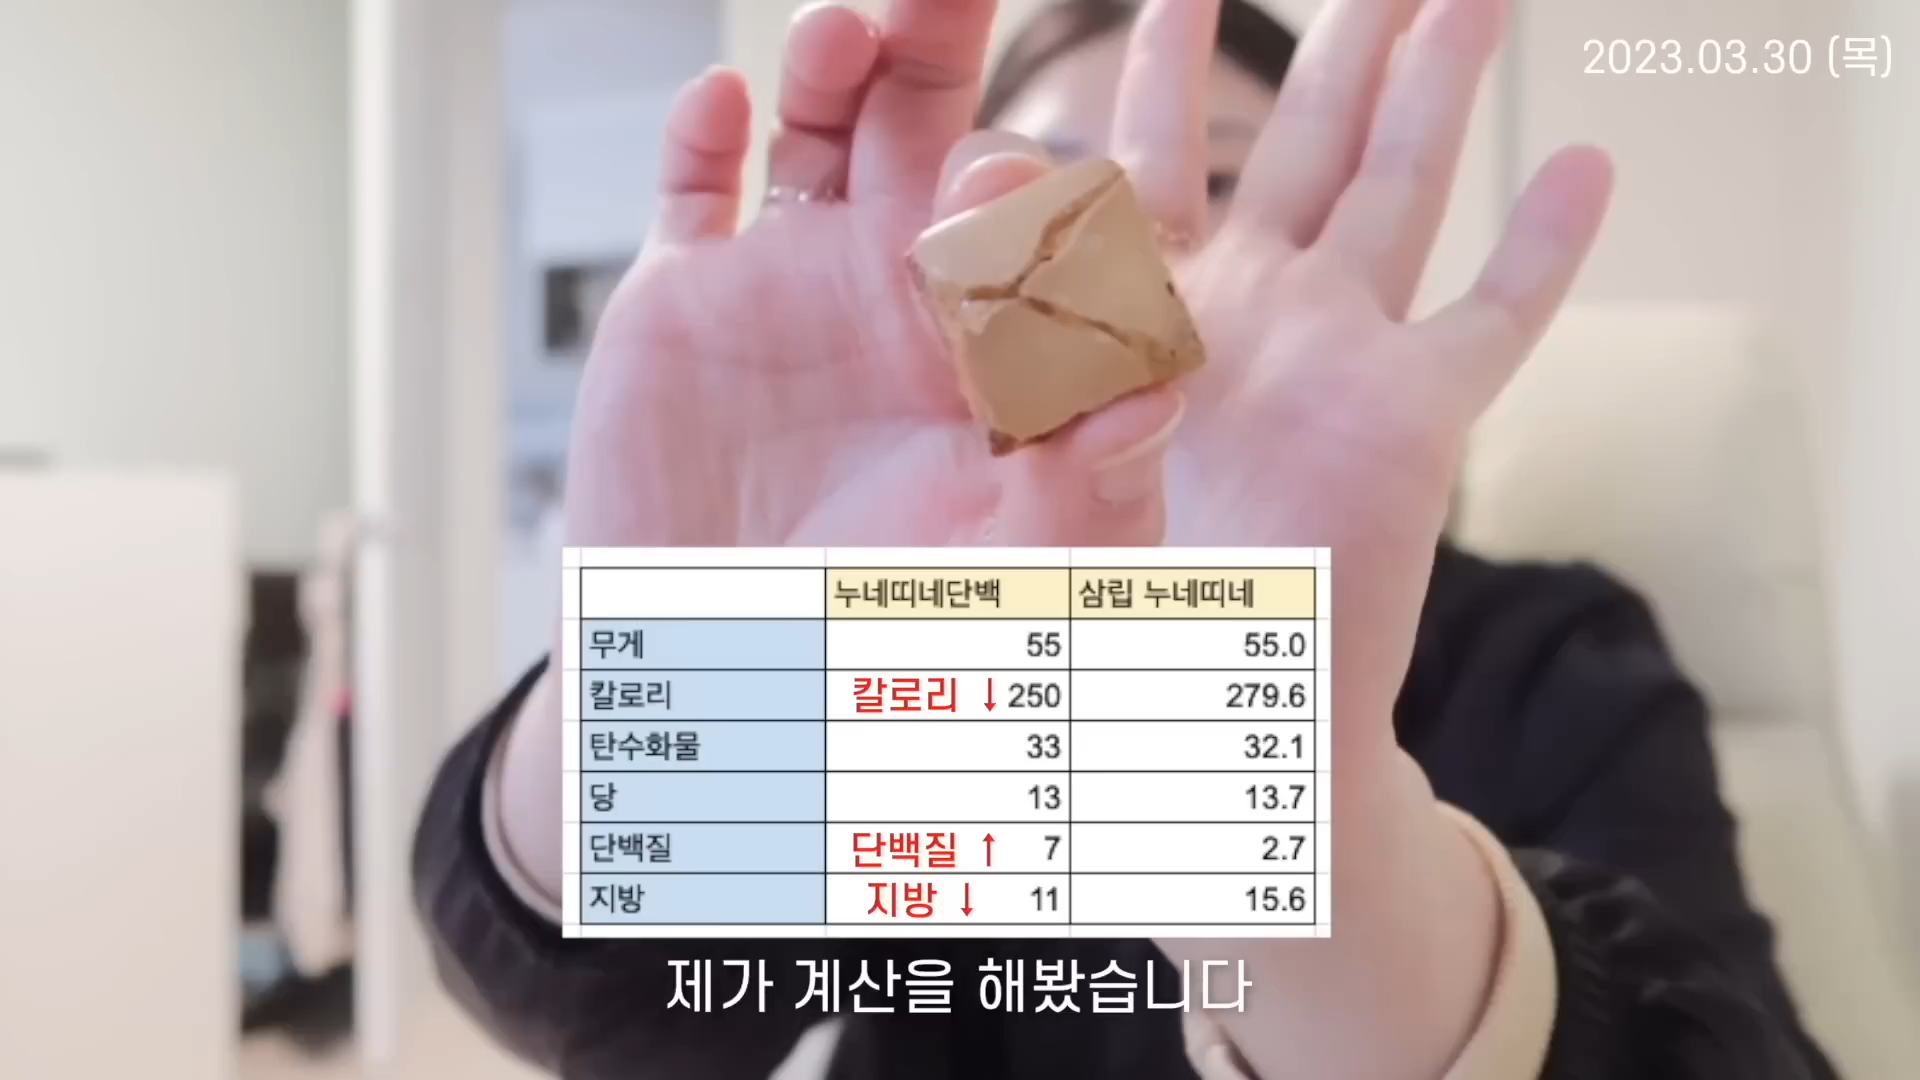 2023.03.30 (목)
누네띠네단백 삼립 누네띠네
무게 55 55.0
칼로리 칼로리 ↓ 250 279.6
탄수화물 33 32.1
당 13 13.7
단백질 단백질 ↑ 7 2.7
지방 지방 ↓ 11 15.6
제가 계산을 해봤습니다